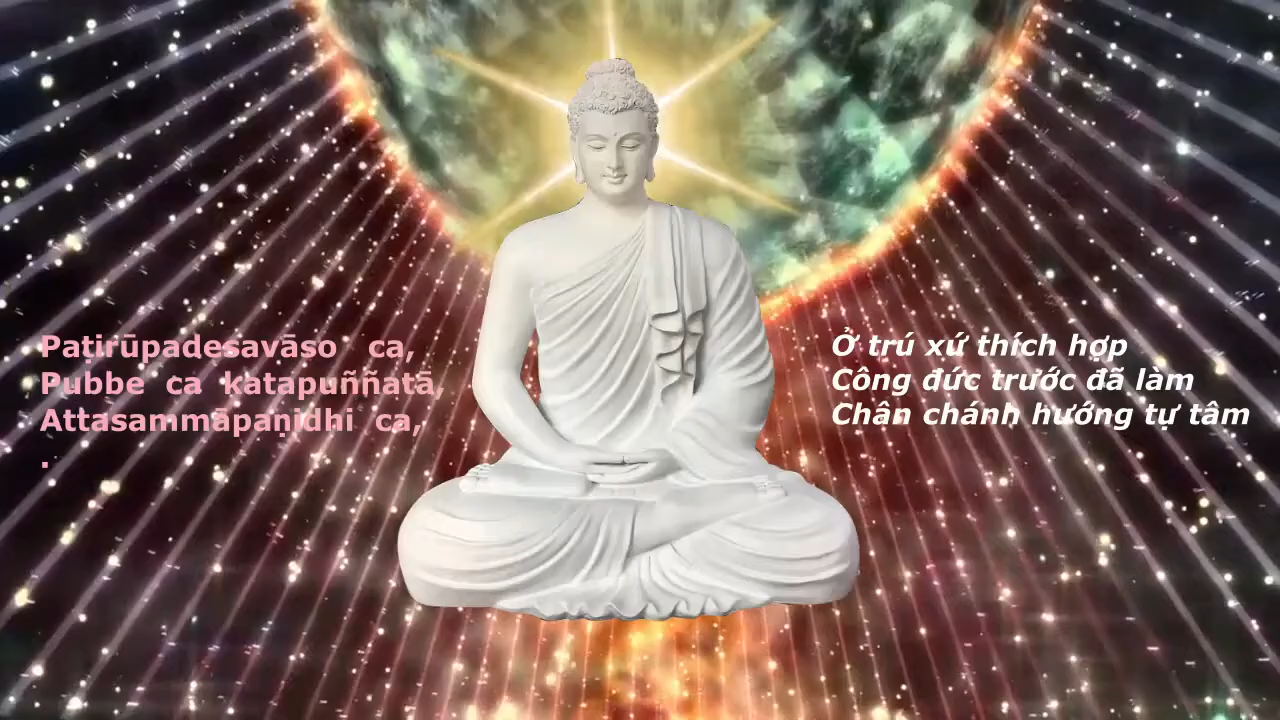 Paṭirūpadesavāso ca,
Pubbe ca katapuññatā,
Attasammāpaṇidhi ca,
.
Ở trú xứ thích hợp
Công đức trước đã làm
Chân chánh hướng tự tâm